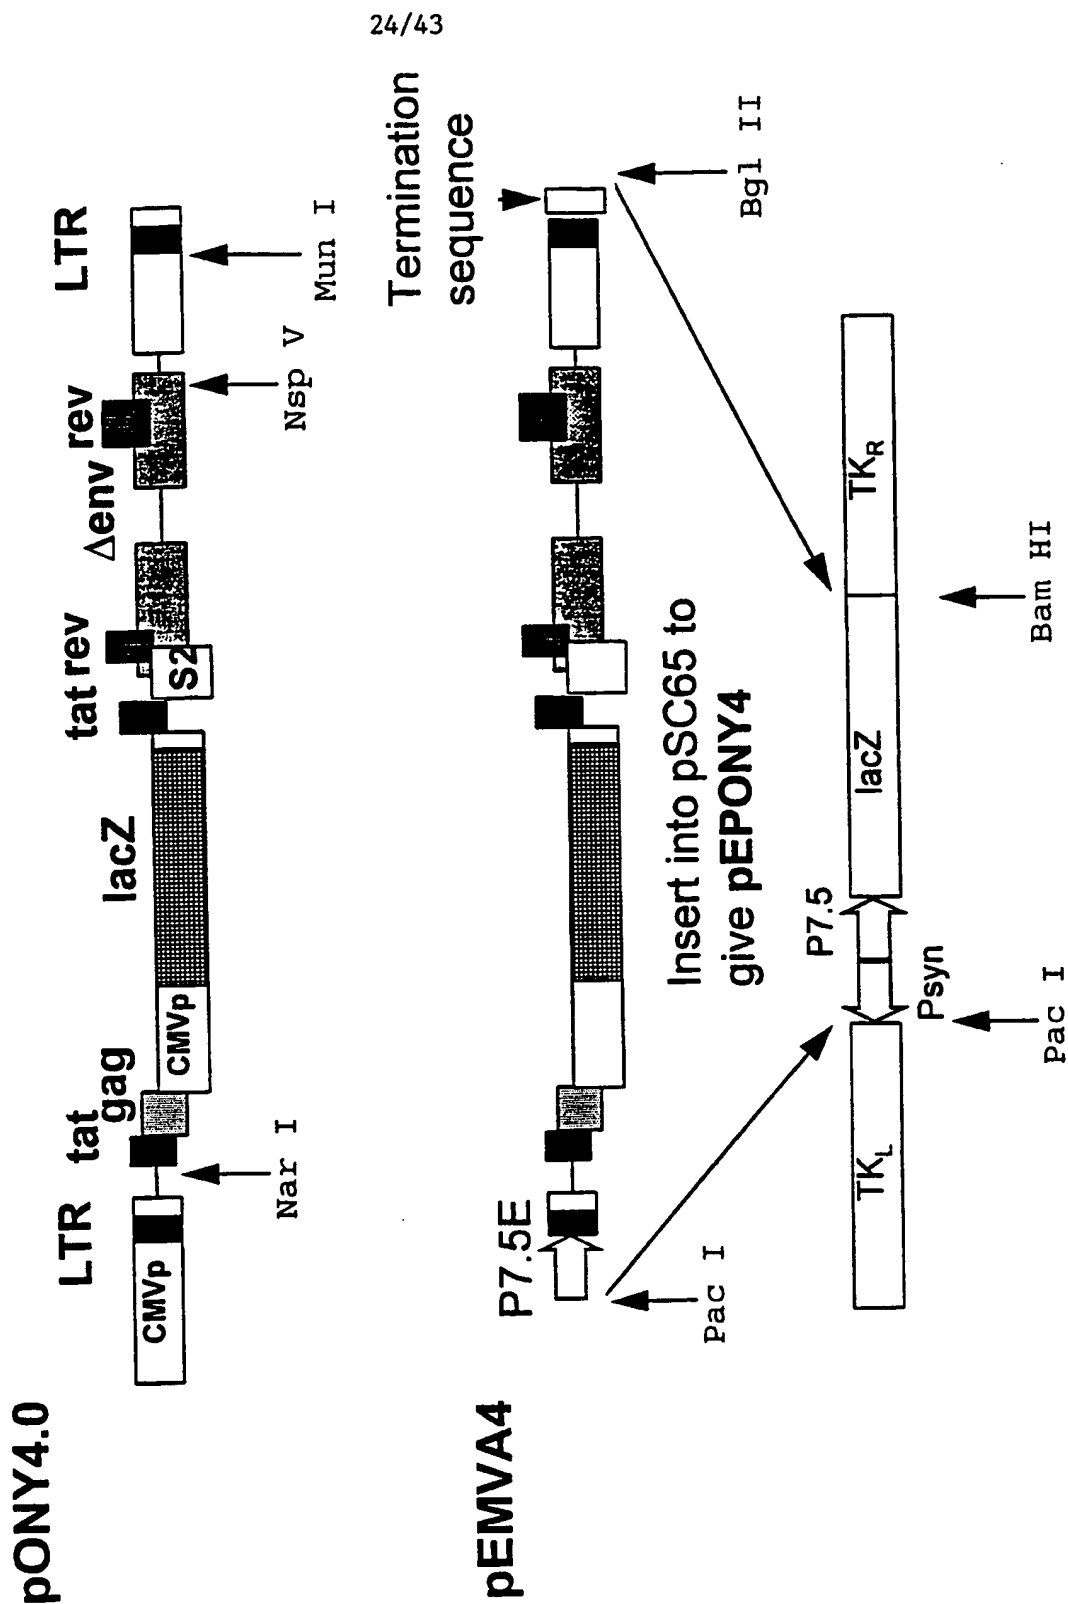 24/43
pONY4.0
LTR
tat
gag
lacZ
tat
rev
Δenv
rev
LTR
CMVp
CMVp
S2
Nar I
Nsp V
Mun I
pEMVA4
P7.5E
Termination
sequence
Pac I
Bgl II
Insert into pSC65 to
give pEPONY4
TKL
Psyn
P7.5
lacZ
TKR
Pac I
Bam HI